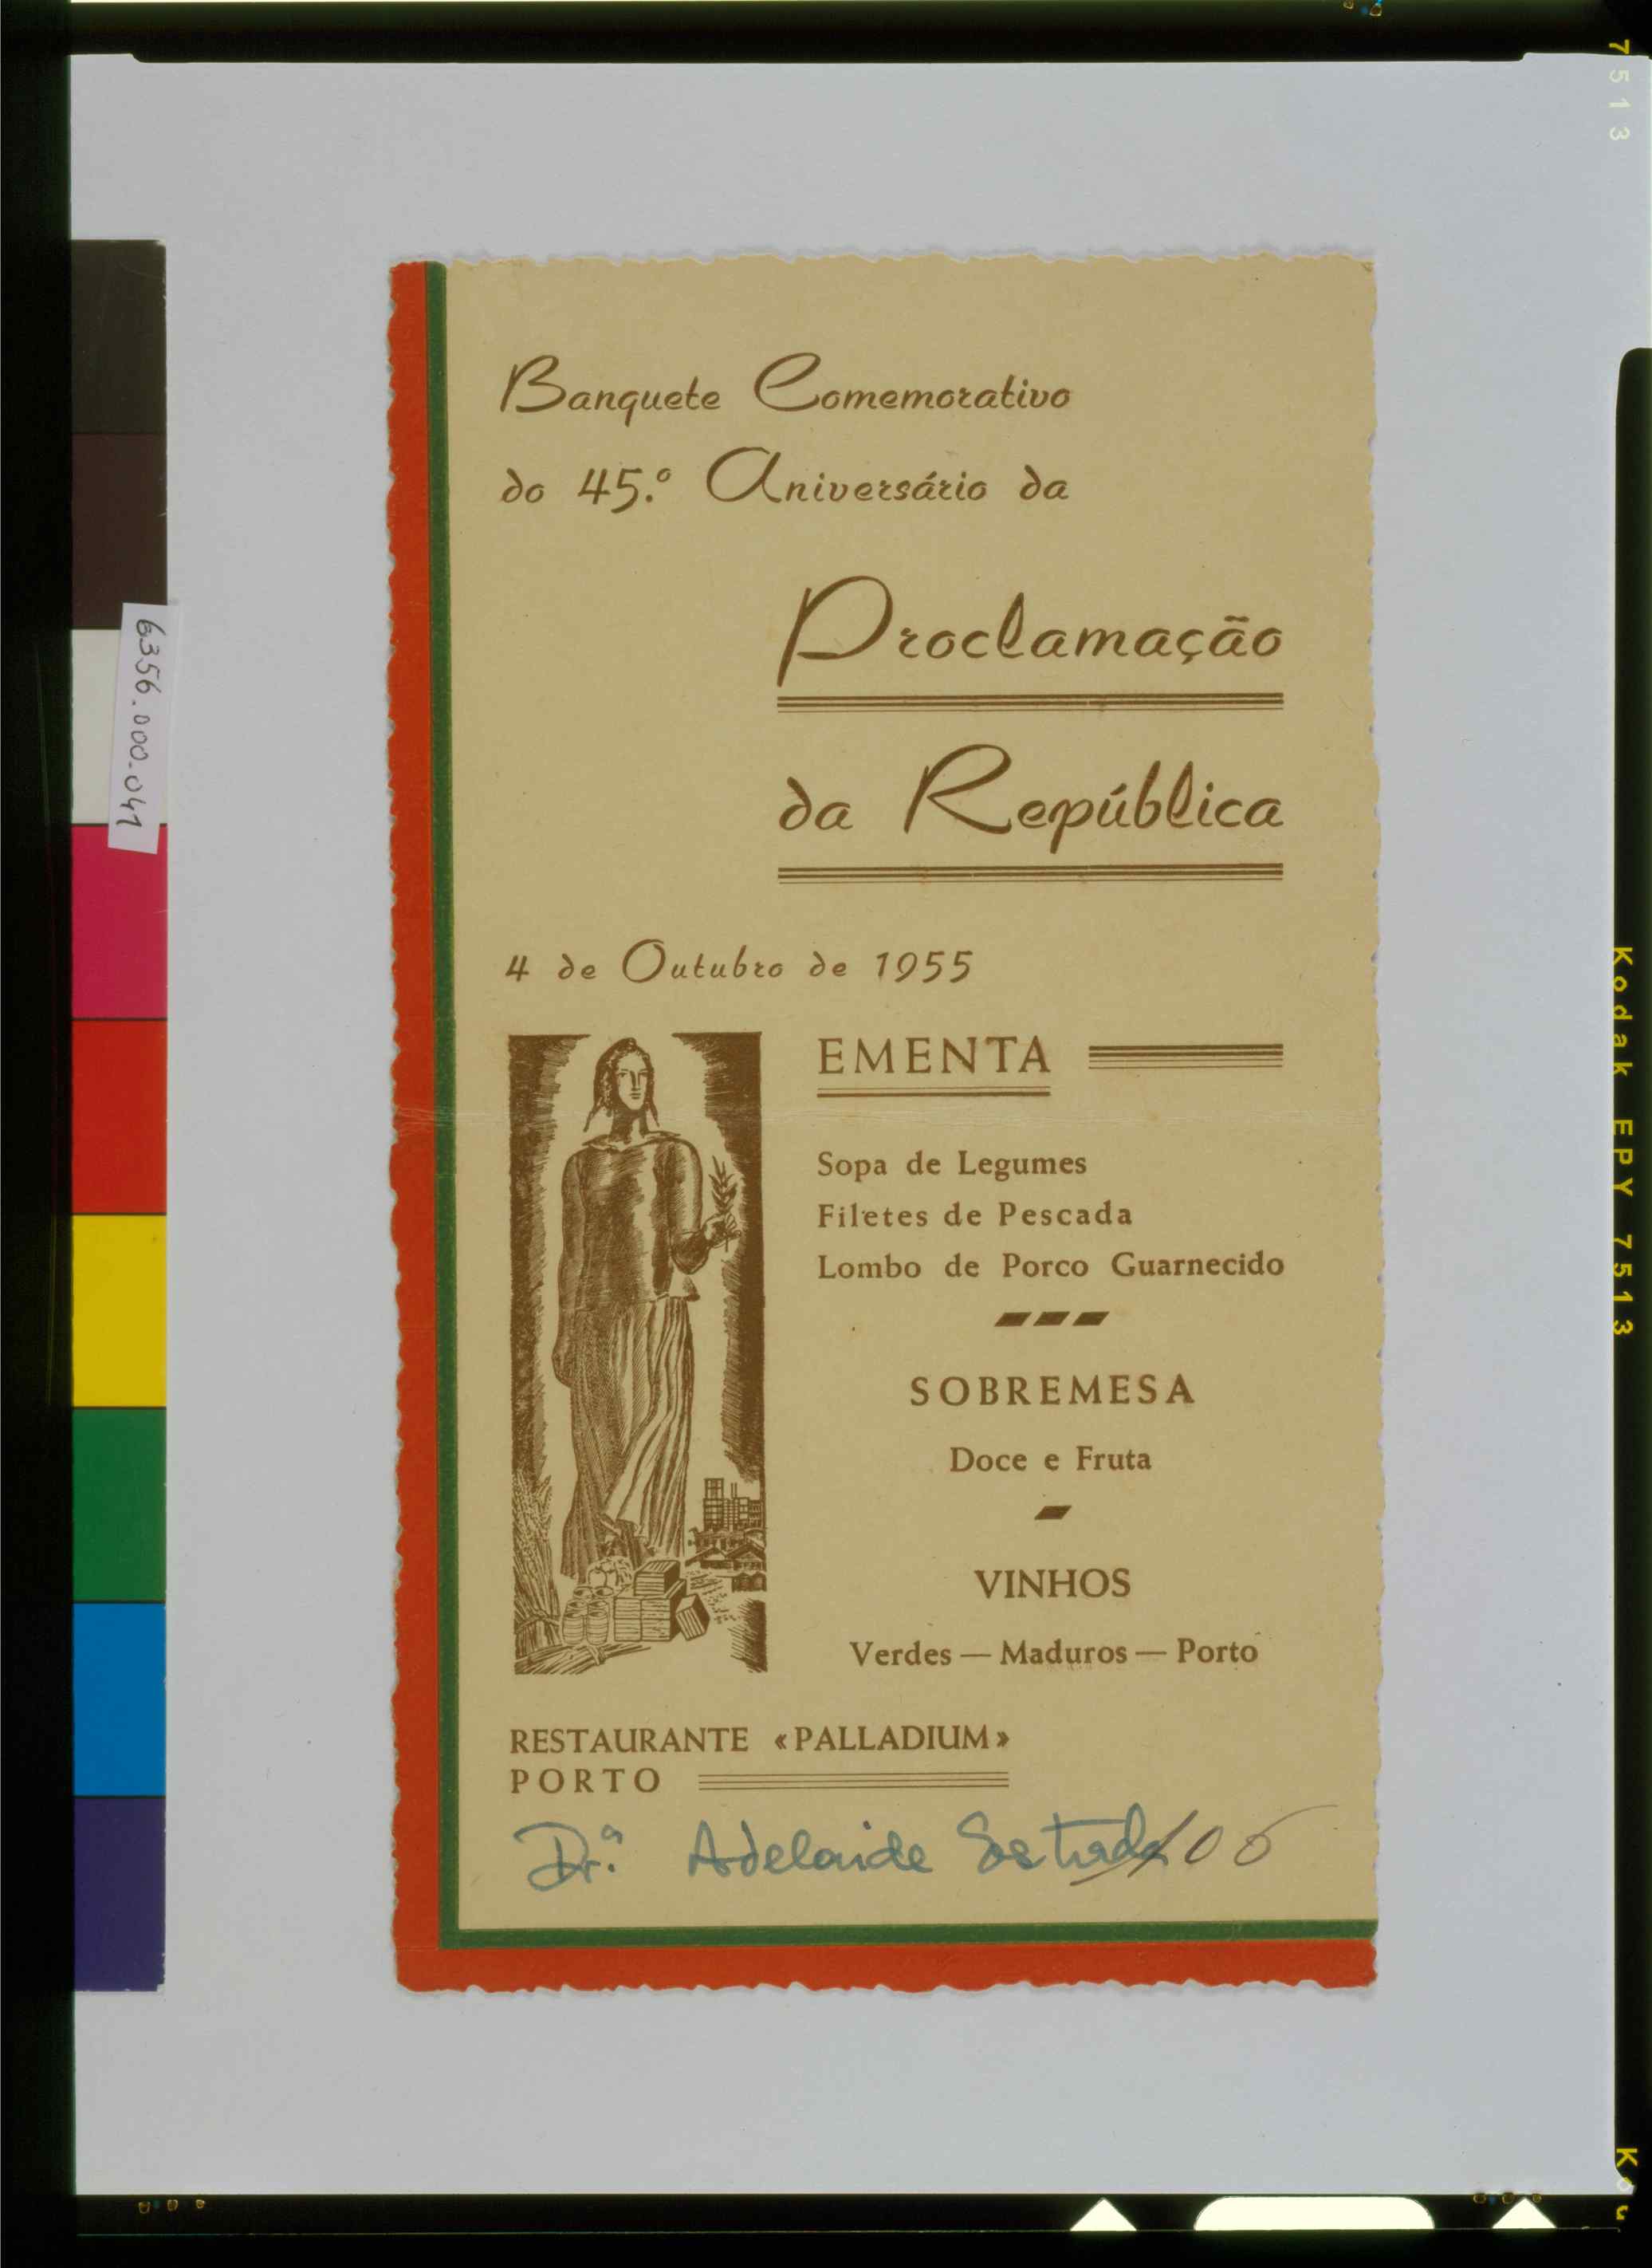 7513
Banquete Comemorativo
do 45.º Aniversário da
Proclamação
da República
4 de Outubro de 1955
EMENTA
Sopa de Legumes
Filetes de Pescada
Lombo de Porco Guarnecido
SOBREMESA
Doce e Fruta
VINHOS
Verdes — Maduros — Porto
RESTAURANTE «PALLADIUM»
PORTO
Dr.ª Adelaide
6356.000.041
Kodak EPY 7513